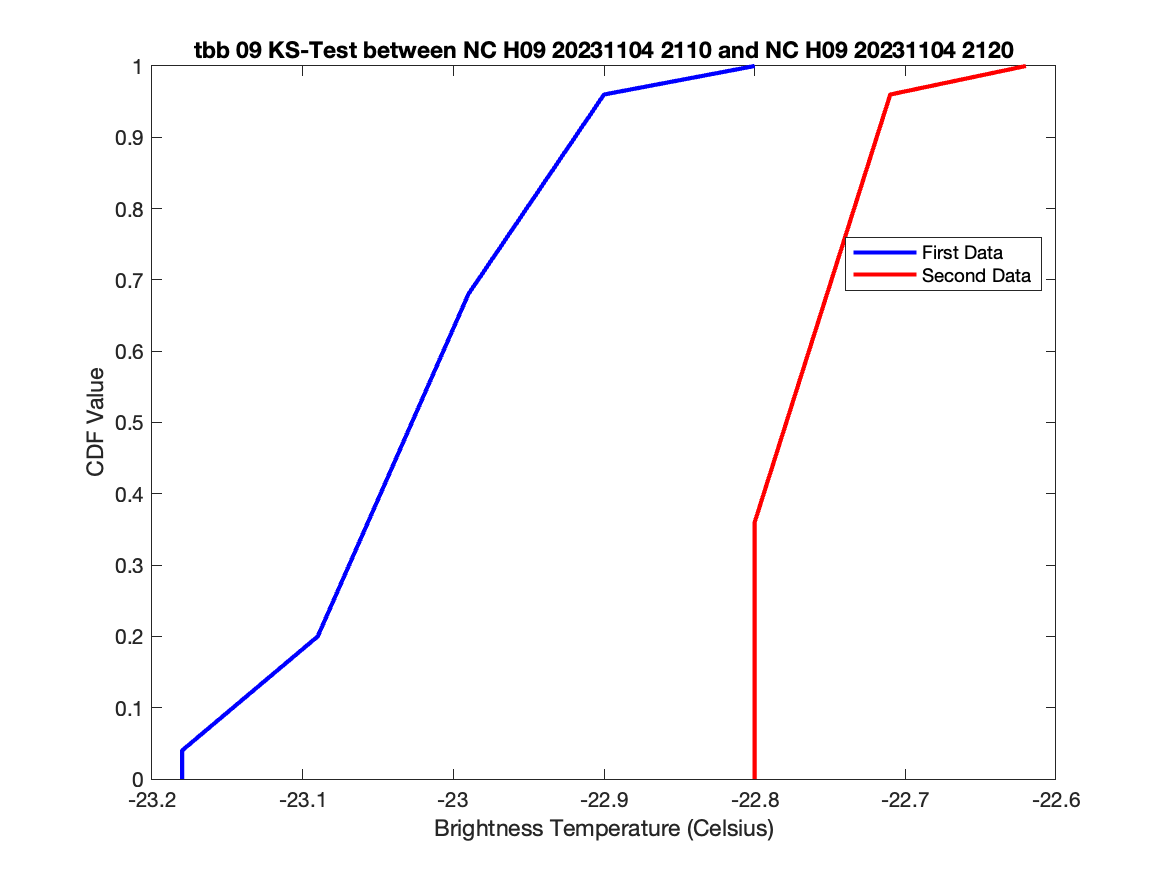 tbb 09 KS-Test between NC H09 20231104 2110 and NC H09 20231104 2120
1
0.9
0.8
0.7
0.6
0.5
0.4
0.3
0.2
0.1
0
CDF Value
First Data
Second Data
-23.2 -23.1 -23 -22.9 -22.8 -22.7 -22.6
Brightness Temperature (Celsius)